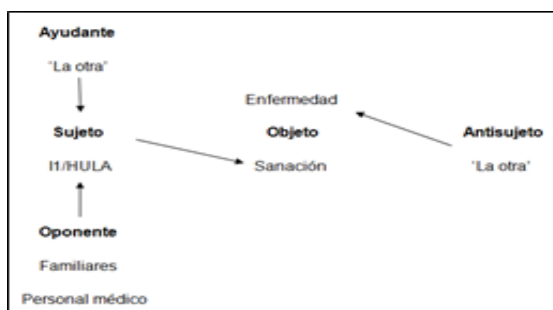 Ayudante
'La otra'
Enfermedad
Sujeto Objeto Antisujeto
I1/HULA Sanación 'La otra'
Oponente
Familiares
Personal médico